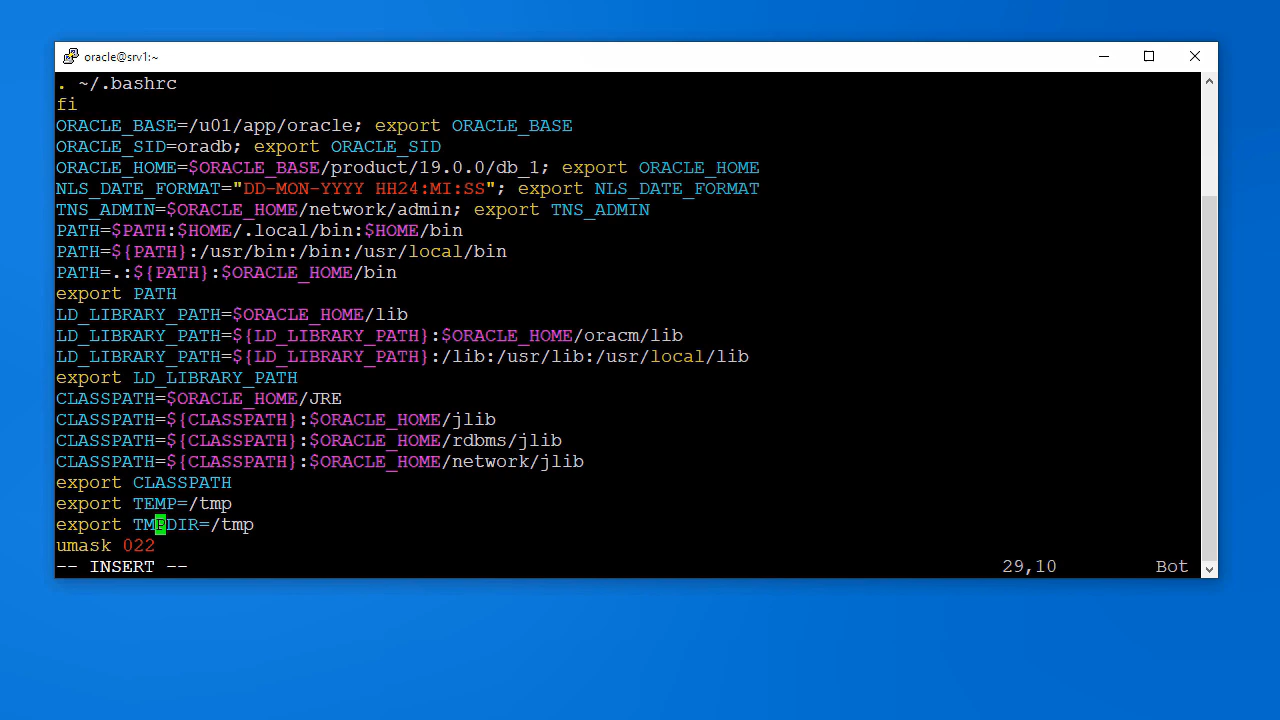 oracle@srv1:~
. ~/.bashrc
fi
ORACLE_BASE=/u01/app/oracle; export ORACLE_BASE
ORACLE_SID=oradb; export ORACLE_SID
ORACLE_HOME=$ORACLE_BASE/product/19.0.0/db_1; export ORACLE_HOME
NLS_DATE_FORMAT="DD-MON-YYYY HH24:MI:SS"; export NLS_DATE_FORMAT
TNS_ADMIN=$ORACLE_HOME/network/admin; export TNS_ADMIN
PATH=$PATH:$HOME/.local/bin:$HOME/bin
PATH=${PATH}:/usr/bin:/bin:/usr/local/bin
PATH=.:${PATH}:$ORACLE_HOME/bin
export PATH
LD_LIBRARY_PATH=$ORACLE_HOME/lib
LD_LIBRARY_PATH=${LD_LIBRARY_PATH}:$ORACLE_HOME/oracm/lib
LD_LIBRARY_PATH=${LD_LIBRARY_PATH}:/lib:/usr/lib:/usr/local/lib
export LD_LIBRARY_PATH
CLASSPATH=$ORACLE_HOME/JRE
CLASSPATH=${CLASSPATH}:$ORACLE_HOME/jlib
CLASSPATH=${CLASSPATH}:$ORACLE_HOME/rdbms/jlib
CLASSPATH=${CLASSPATH}:$ORACLE_HOME/network/jlib
export CLASSPATH
export TEMP=/tmp
export TMPDIR=/tmp
umask 022
-- INSERT -- 29,10 Bot